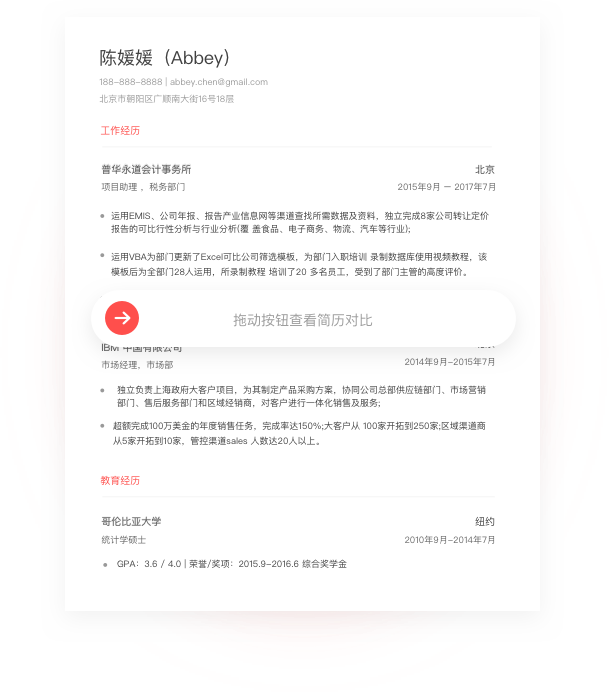 陈媛媛（Abbey）
188-888-8888 | abbey.chen@gmail.com
北京市朝阳区广顺南大街16号18层
工作经历
普华永道会计事务所 北京
项目助理 ，税务部门 2015年9月 — 2017年7月
运用EMIS、公司年报、报告产业信息网等渠道查找所需数据及资料，独立完成8家公司转让定价
报告的可比行性分析与行业分析(覆 盖食品、电子商务、物流、汽车等行业);
运用VBA为部门更新了Excel可比公司筛选模板，为部门入职培训 录制数据库使用视频教程，该
模板后为全部门28人运用，所录制教程 培训了20 多名员工，受到了部门主管的高度评价。
拖动按钮查看简历对比
IBM 中国有限公司
市场经理、市场部 2014年9月-2015年7月
独立负责上海政府大客户项目，为其制定产品采购方案，协同公司总部供应链部门、市场营销
部门、售后服务部门和区域经销商，对客户进行一体化销售及服务;
超额完成100万美金的年度销售任务，完成率达150%;大客户从 100家开拓到250家;区域渠道商
从5家开拓到10家，管控渠道sales 人数达20人以上。
教育经历
哥伦比亚大学 纽约
统计学硕士 2010年9月-2014年7月
GPA：3.6 / 4.0 | 荣誉/奖项：2015.9-2016.6 综合奖学金